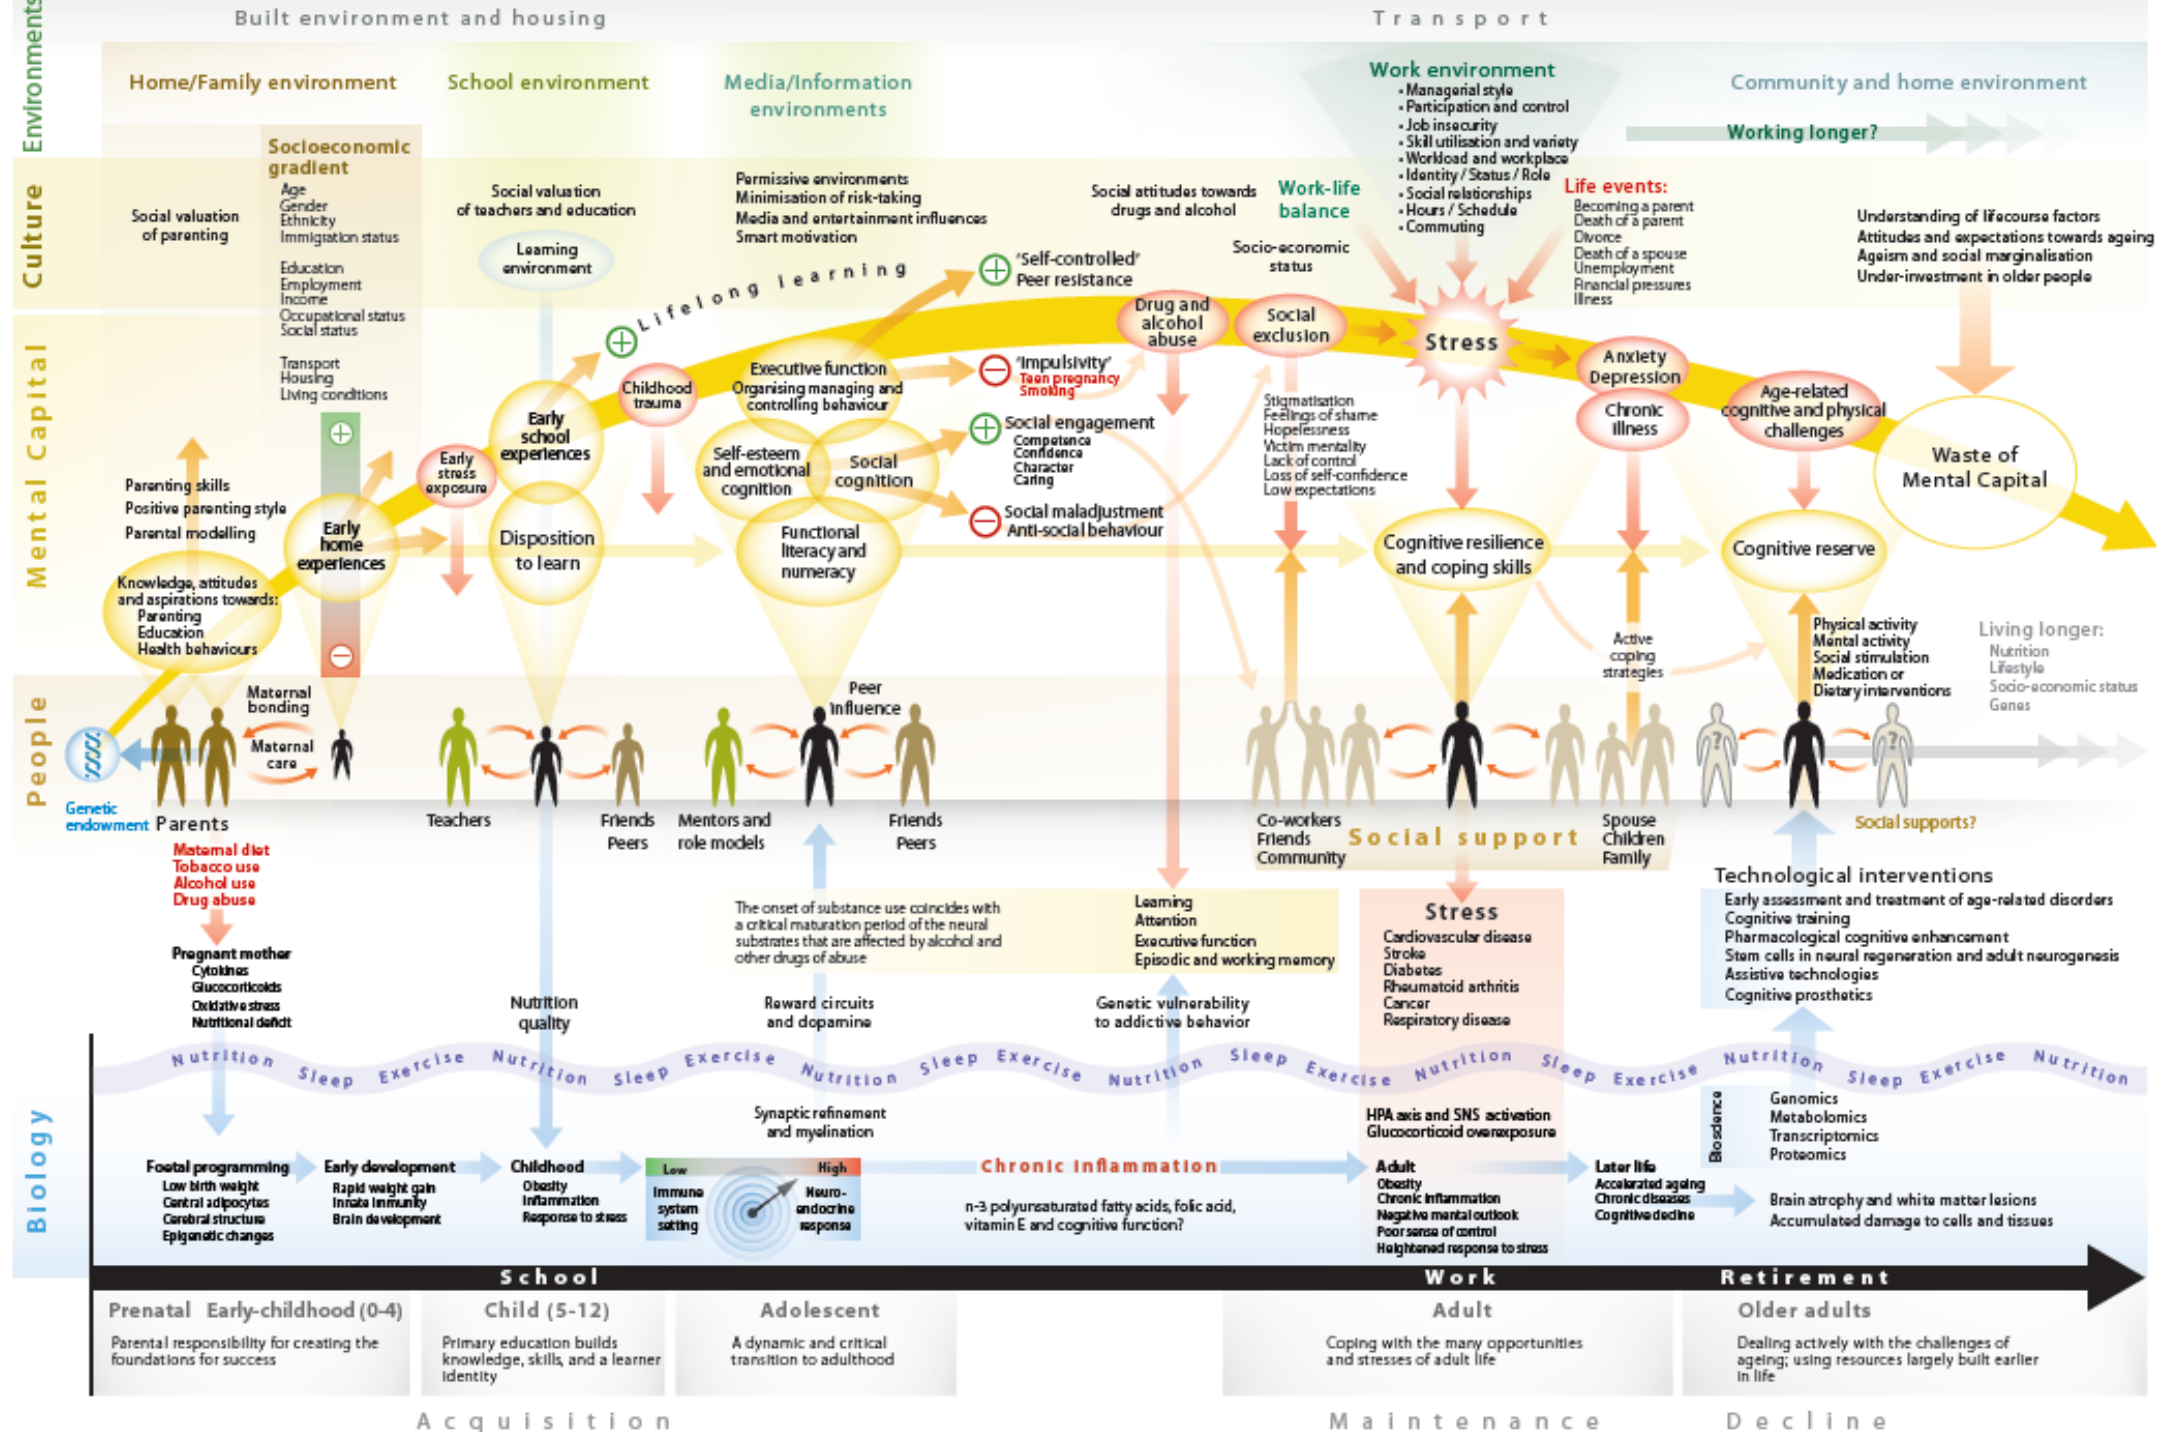 Environments
Built environment and housing
Transport
Home/Family environment
School environment
Media/Information
environments
Work environment
• Managerial style
• Participation and control
• Job insecurity
• Skill utilisation and variety
• Workload and workplace
• Identity / Status / Role
• Social relationships
• Hours / Schedule
• Commuting
Community and home environment
Working longer?
Culture
Social valuation
of parenting
Socioeconomic
gradient
Age
Gender
Ethnicity
Immigration status
Education
Employment
Income
Occupational status
Social status
Transport
Housing
Living conditions
Social valuation
of teachers and education
Learning
environment
Permissive environments
Minimisation of risk-taking
Media and entertainment influences
Smart motivation
Social attitudes towards
drugs and alcohol
Work-life
balance
Socio-economic
status
Life events:
Becoming a parent
Death of a parent
Divorce
Death of a spouse
Unemployment
Financial pressures
Illness
Understanding of lifecourse factors
Attitudes and expectations towards ageing
Ageism and social marginalisation
Under-investment in older people
Mental Capital
Lifelong learning
'Self-controlled'
Peer resistance
'Impulsivity'
Teen pregnancy
Smoking
Social engagement
Competence
Confidence
Character
Caring
Social maladjustment
Anti-social behaviour
Parenting skills
Positive parenting style
Parental modelling
Knowledge, attitudes
and aspirations towards:
Parenting
Education
Health behaviours
Early
home
experiences
Early
stress
exposure
Early
school
experiences
Disposition
to learn
Childhood
trauma
Executive function
Organising managing and
controlling behaviour
Self-esteem
and emotional
cognition
Social
cognition
Functional
literacy and
numeracy
Drug and
alcohol
abuse
Social
exclusion
Stigmatisation
Feelings of shame
Hopelessness
Victim mentality
Lack of control
Loss of self-confidence
Low expectations
Stress
Anxiety
Depression
Chronic
illness
Age-related
cognitive and physical
challenges
Waste of
Mental Capital
Cognitive resilience
and coping skills
Cognitive reserve
Active
coping
strategies
Physical activity
Mental activity
Social stimulation
Medication or
Dietary interventions
Living longer:
Nutrition
Lifestyle
Socio-economic status
Genes
People
Genetic
endowment
Parents
Maternal
bonding
Maternal
care
Teachers
Friends
Peers
Mentors and
role models
Peer
influence
Friends
Peers
Co-workers
Friends
Community
Social support
Spouse
Children
Family
?
?
Social supports?
Maternal diet
Tobacco use
Alcohol use
Drug abuse
Pregnant mother
Cytokines
Glucocorticoids
Oxidative stress
Nutritional deficit
Nutrition
quality
The onset of substance use coincides with
a critical maturation period of the neural
substrates that are affected by alcohol and
other drugs of abuse
Learning
Attention
Executive function
Episodic and working memory
Reward circuits
and dopamine
Genetic vulnerability
to addictive behavior
Stress
Cardiovascular disease
Stroke
Diabetes
Rheumatoid arthritis
Cancer
Respiratory disease
Technological interventions
Early assessment and treatment of age-related disorders
Cognitive training
Pharmacological cognitive enhancement
Stem cells in neural regeneration and adult neurogenesis
Assistive technologies
Cognitive prosthetics
Nutrition Sleep Exercise Nutrition Sleep Exercise Nutrition Sleep Exercise Nutrition Sleep Exercise Nutrition Sleep Exercise Nutrition Sleep Exercise Nutrition
Biology
Synaptic refinement
and myelination
HPA axis and SNS activation
Glucocorticoid overexposure
Bioscience
Genomics
Metabolomics
Transcriptomics
Proteomics
Foetal programming
Low birth weight
Central adipocytes
Cerebral structure
Epigenetic changes
Early development
Rapid weight gain
Innate immunity
Brain development
Childhood
Obesity
Inflammation
Response to stress
Low
High
Immune
system
setting
Neuro-
endocrine
response
Chronic inflammation
n-3 polyunsaturated fatty acids, folic acid,
vitamin E and cognitive function?
Adult
Obesity
Chronic inflammation
Negative mental outlook
Poor sense of control
Heightened response to stress
Later life
Accelerated ageing
Chronic diseases
Cognitive decline
Brain atrophy and white matter lesions
Accumulated damage to cells and tissues
School
Work
Retirement
Prenatal Early-childhood (0-4)
Parental responsibility for creating the
foundations for success
Child (5-12)
Primary education builds
knowledge, skills, and a learner
identity
Adolescent
A dynamic and critical
transition to adulthood
Adult
Coping with the many opportunities
and stresses of adult life
Older adults
Dealing actively with the challenges of
ageing; using resources largely built earlier
in life
Acquisition
Maintenance
Decline